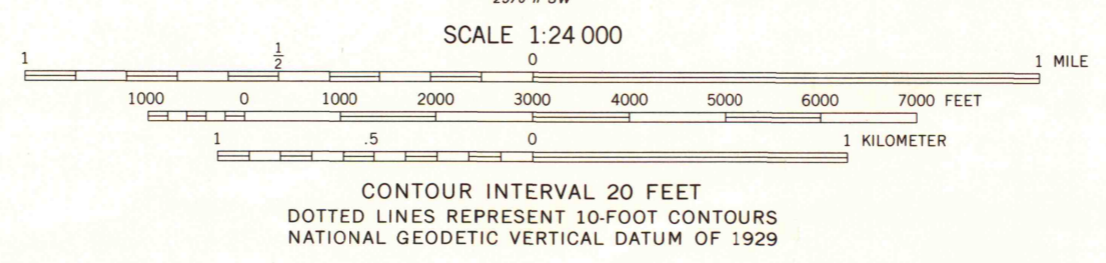 SCALE 1:24 000
1 1/2 0 1 MILE
1000 0 1000 2000 3000 4000 5000 6000 7000 FEET
1 .5 0 1 KILOMETER
CONTOUR INTERVAL 20 FEET
DOTTED LINES REPRESENT 10-FOOT CONTOURS
NATIONAL GEODETIC VERTICAL DATUM OF 1929